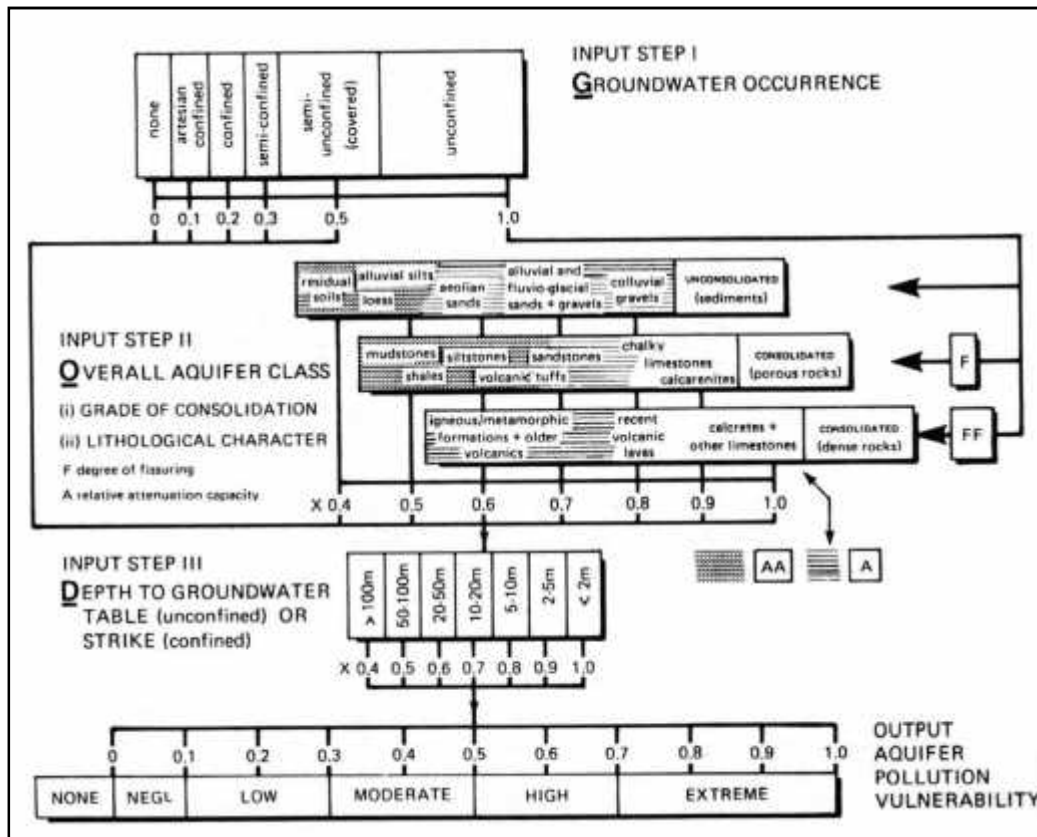 INPUT STEP I
GROUNDWATER OCCURRENCE
none
artesian
confined
confined
semi-confined
semi-
unconfined
(covered)
unconfined
0 0.1 0.2 0.3 0.5 1.0
residual
soils
alluvial silts
loess
aeolian
sands
alluvial and
fluvio-glacial
sands + gravels
colluvial
gravels
UNCONSOLIDATED
(sediments)
INPUT STEP II
OVERALL AQUIFER CLASS
(i) GRADE OF CONSOLIDATION
(ii) LITHOLOGICAL CHARACTER
F degree of fissuring
A relative attenuation capacity
mudstones
siltstones
sandstones
shales
volcanic tuffs
chalky
limestones
calcarenites
CONSOLIDATED
(porous rocks)
F
igneous/metamorphic
formations + older
volcanics
recent
volcanic
lavas
calcretes +
other limestones
CONSOLIDATED
(dense rocks)
FF
X 0.4 0.5 0.6 0.7 0.8 0.9 1.0
AA
A
INPUT STEP III
DEPTH TO GROUNDWATER
TABLE (unconfined) OR
STRIKE (confined)
> 100m
50-100m
20-50m
10-20m
5-10m
2-5m
< 2m
X 0.4 0.5 0.6 0.7 0.8 0.9 1.0
0 0.1 0.2 0.3 0.4 0.5 0.6 0.7 0.8 0.9 1.0
NONE NEGL LOW MODERATE HIGH EXTREME
OUTPUT
AQUIFER
POLLUTION
VULNERABILITY